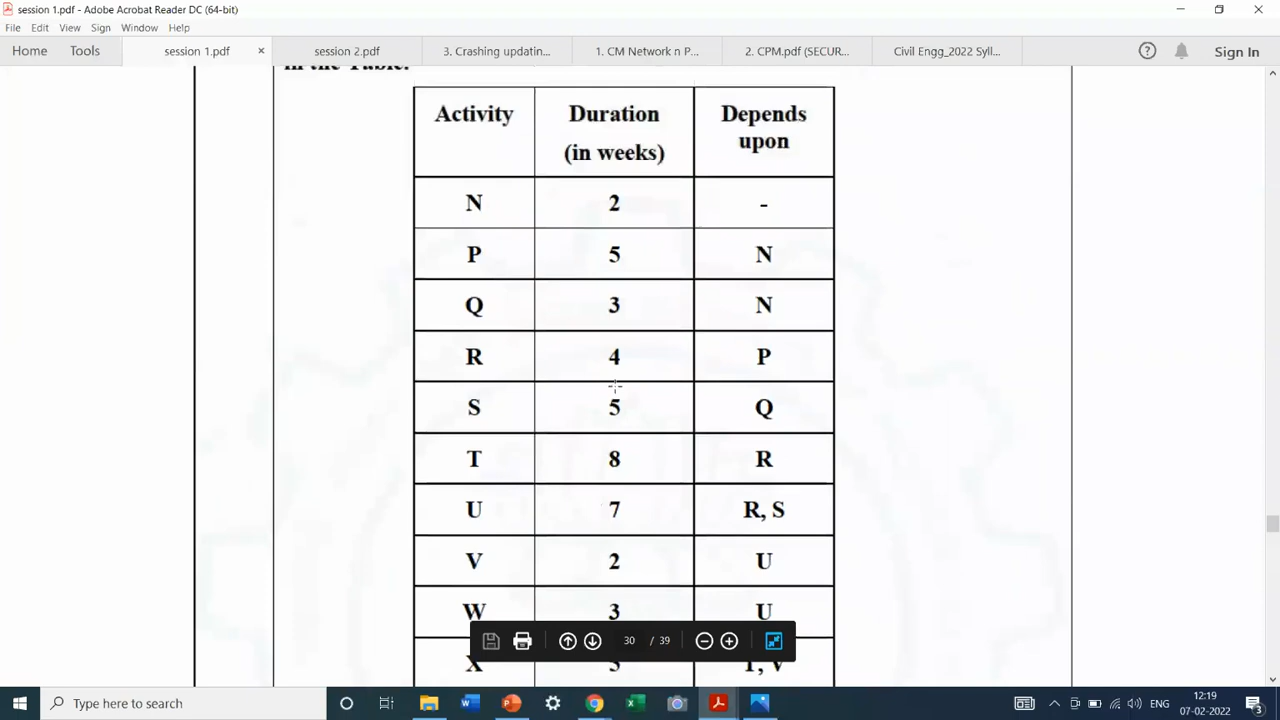 session 1.pdf - Adobe Acrobat Reader DC (64-bit)
File Edit View Sign Window Help
Home Tools session 1.pdf × session 2.pdf 3. Crashing updatin... 1. CM Network n P... 2. CPM.pdf (SECUR... Civil Engg_2022 Syll... Sign In
in the Table.
Activity Duration (in weeks) Depends upon
N 2 -
P 5 N
Q 3 N
R 4 P
S 5 Q
T 8 R
U 7 R, S
V 2 U
W 3 U
X T, V
30 / 39
Type here to search
ENG 12:19
07-02-2022 3